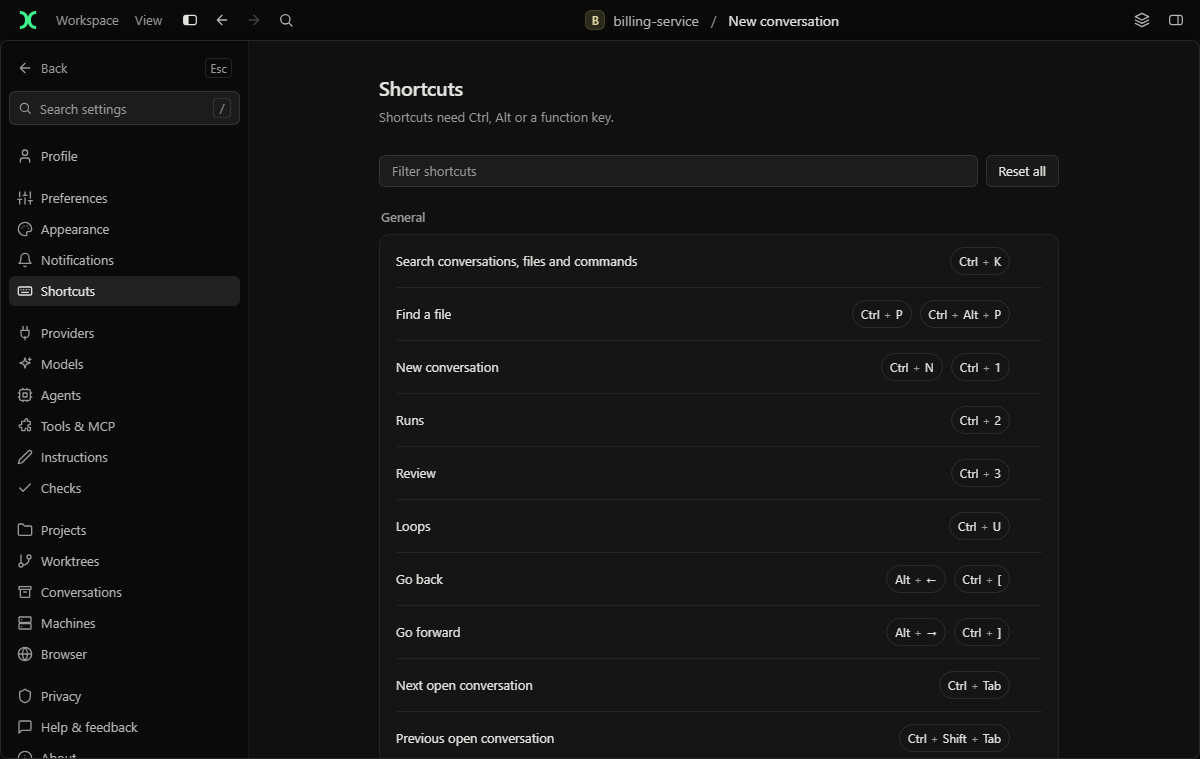 Workspace View
B billing-service / New conversation
Back Esc
Search settings /
Profile
Preferences
Appearance
Notifications
Shortcuts
Providers
Models
Agents
Tools & MCP
Instructions
Checks
Projects
Worktrees
Conversations
Machines
Browser
Privacy
Help & feedback
About
Shortcuts
Shortcuts need Ctrl, Alt or a function key.
Filter shortcuts Reset all
General
Search conversations, files and commands Ctrl + K
Find a file Ctrl + P Ctrl + Alt + P
New conversation Ctrl + N Ctrl + 1
Runs Ctrl + 2
Review Ctrl + 3
Loops Ctrl + U
Go back Alt + ← Ctrl + [
Go forward Alt + → Ctrl + ]
Next open conversation Ctrl + Tab
Previous open conversation Ctrl + Shift + Tab